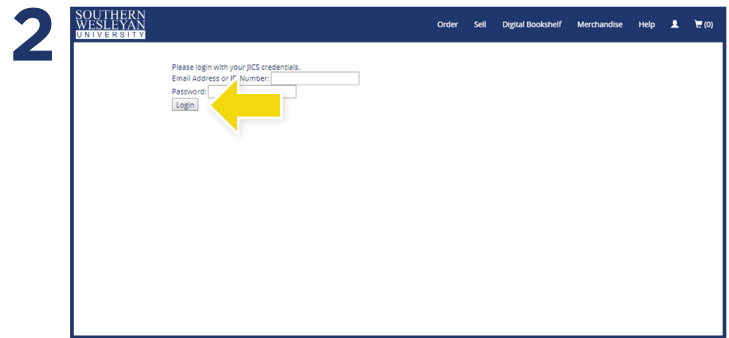 2
SOUTHERN
WESLEYAN
UNIVERSITY
Order Sell Digital Bookshelf Merchandise Help (0)
Please login with your JICS credentials.
Email Address or ID Number:
Password:
Login